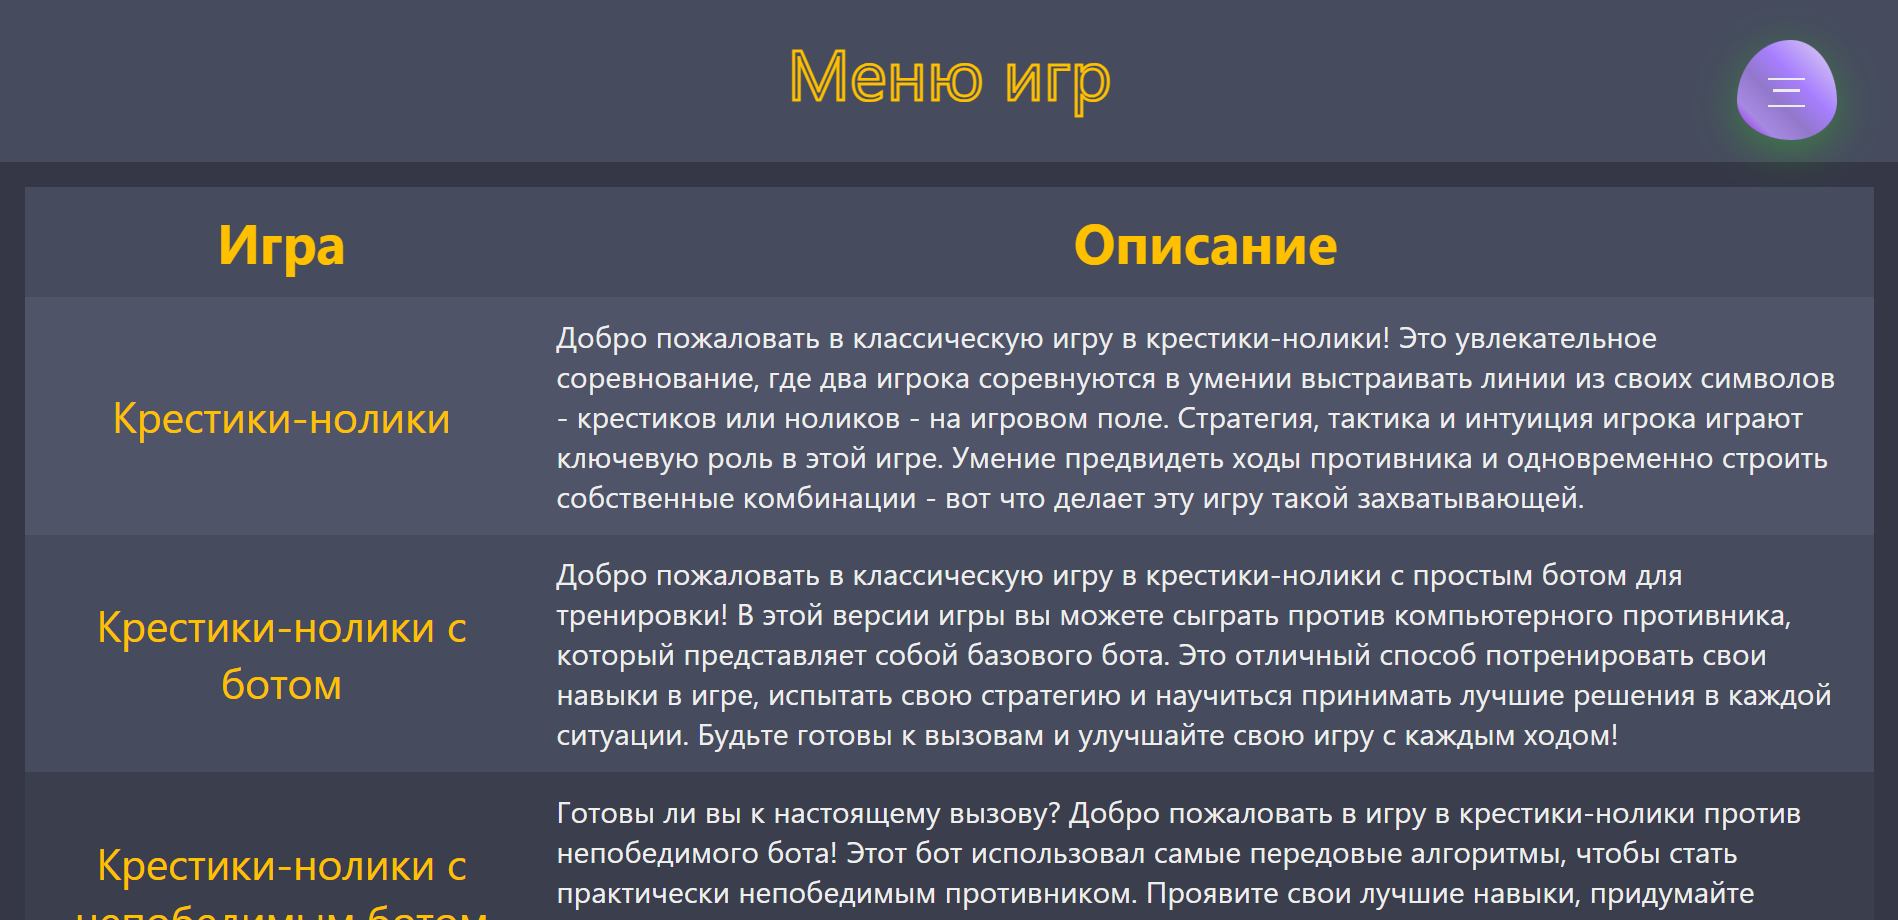 Меню игр
Игра
Описание
Крестики-нолики
Добро пожаловать в классическую игру в крестики-нолики! Это увлекательное
соревнование, где два игрока соревнуются в умении выстраивать линии из своих символов
- крестиков или ноликов - на игровом поле. Стратегия, тактика и интуиция игрока играют
ключевую роль в этой игре. Умение предвидеть ходы противника и одновременно строить
собственные комбинации - вот что делает эту игру такой захватывающей.
Крестики-нолики с
ботом
Добро пожаловать в классическую игру в крестики-нолики с простым ботом для
тренировки! В этой версии игры вы можете сыграть против компьютерного противника,
который представляет собой базового бота. Это отличный способ потренировать свои
навыки в игре, испытать свою стратегию и научиться принимать лучшие решения в каждой
ситуации. Будьте готовы к вызовам и улучшайте свою игру с каждым ходом!
Крестики-нолики с
непобедимым ботом
Готовы ли вы к настоящему вызову? Добро пожаловать в игру в крестики-нолики против
непобедимого бота! Этот бот использовал самые передовые алгоритмы, чтобы стать
практически непобедимым противником. Проявите свои лучшие навыки, придумайте